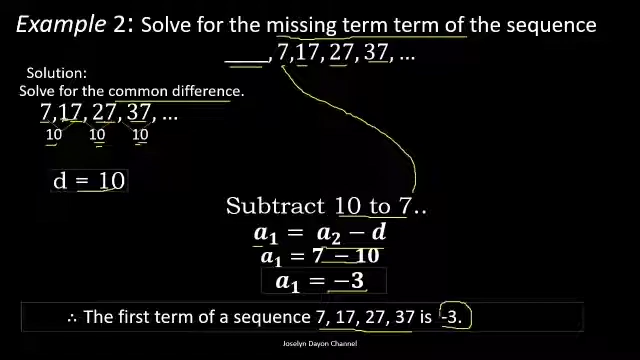 Example 2: Solve for the missing term term of the sequence
____, 7,17, 27, 37, ...
Solution:
Solve for the common difference.
7,17, 27, 37, ...
10 10 10
d = 10
Subtract 10 to 7..
a₁ = a₂ − d
a₁ = 7 − 10
a₁ = −3
∴ The first term of a sequence 7, 17, 27, 37 is -3.
Joselyn Dayon Channel